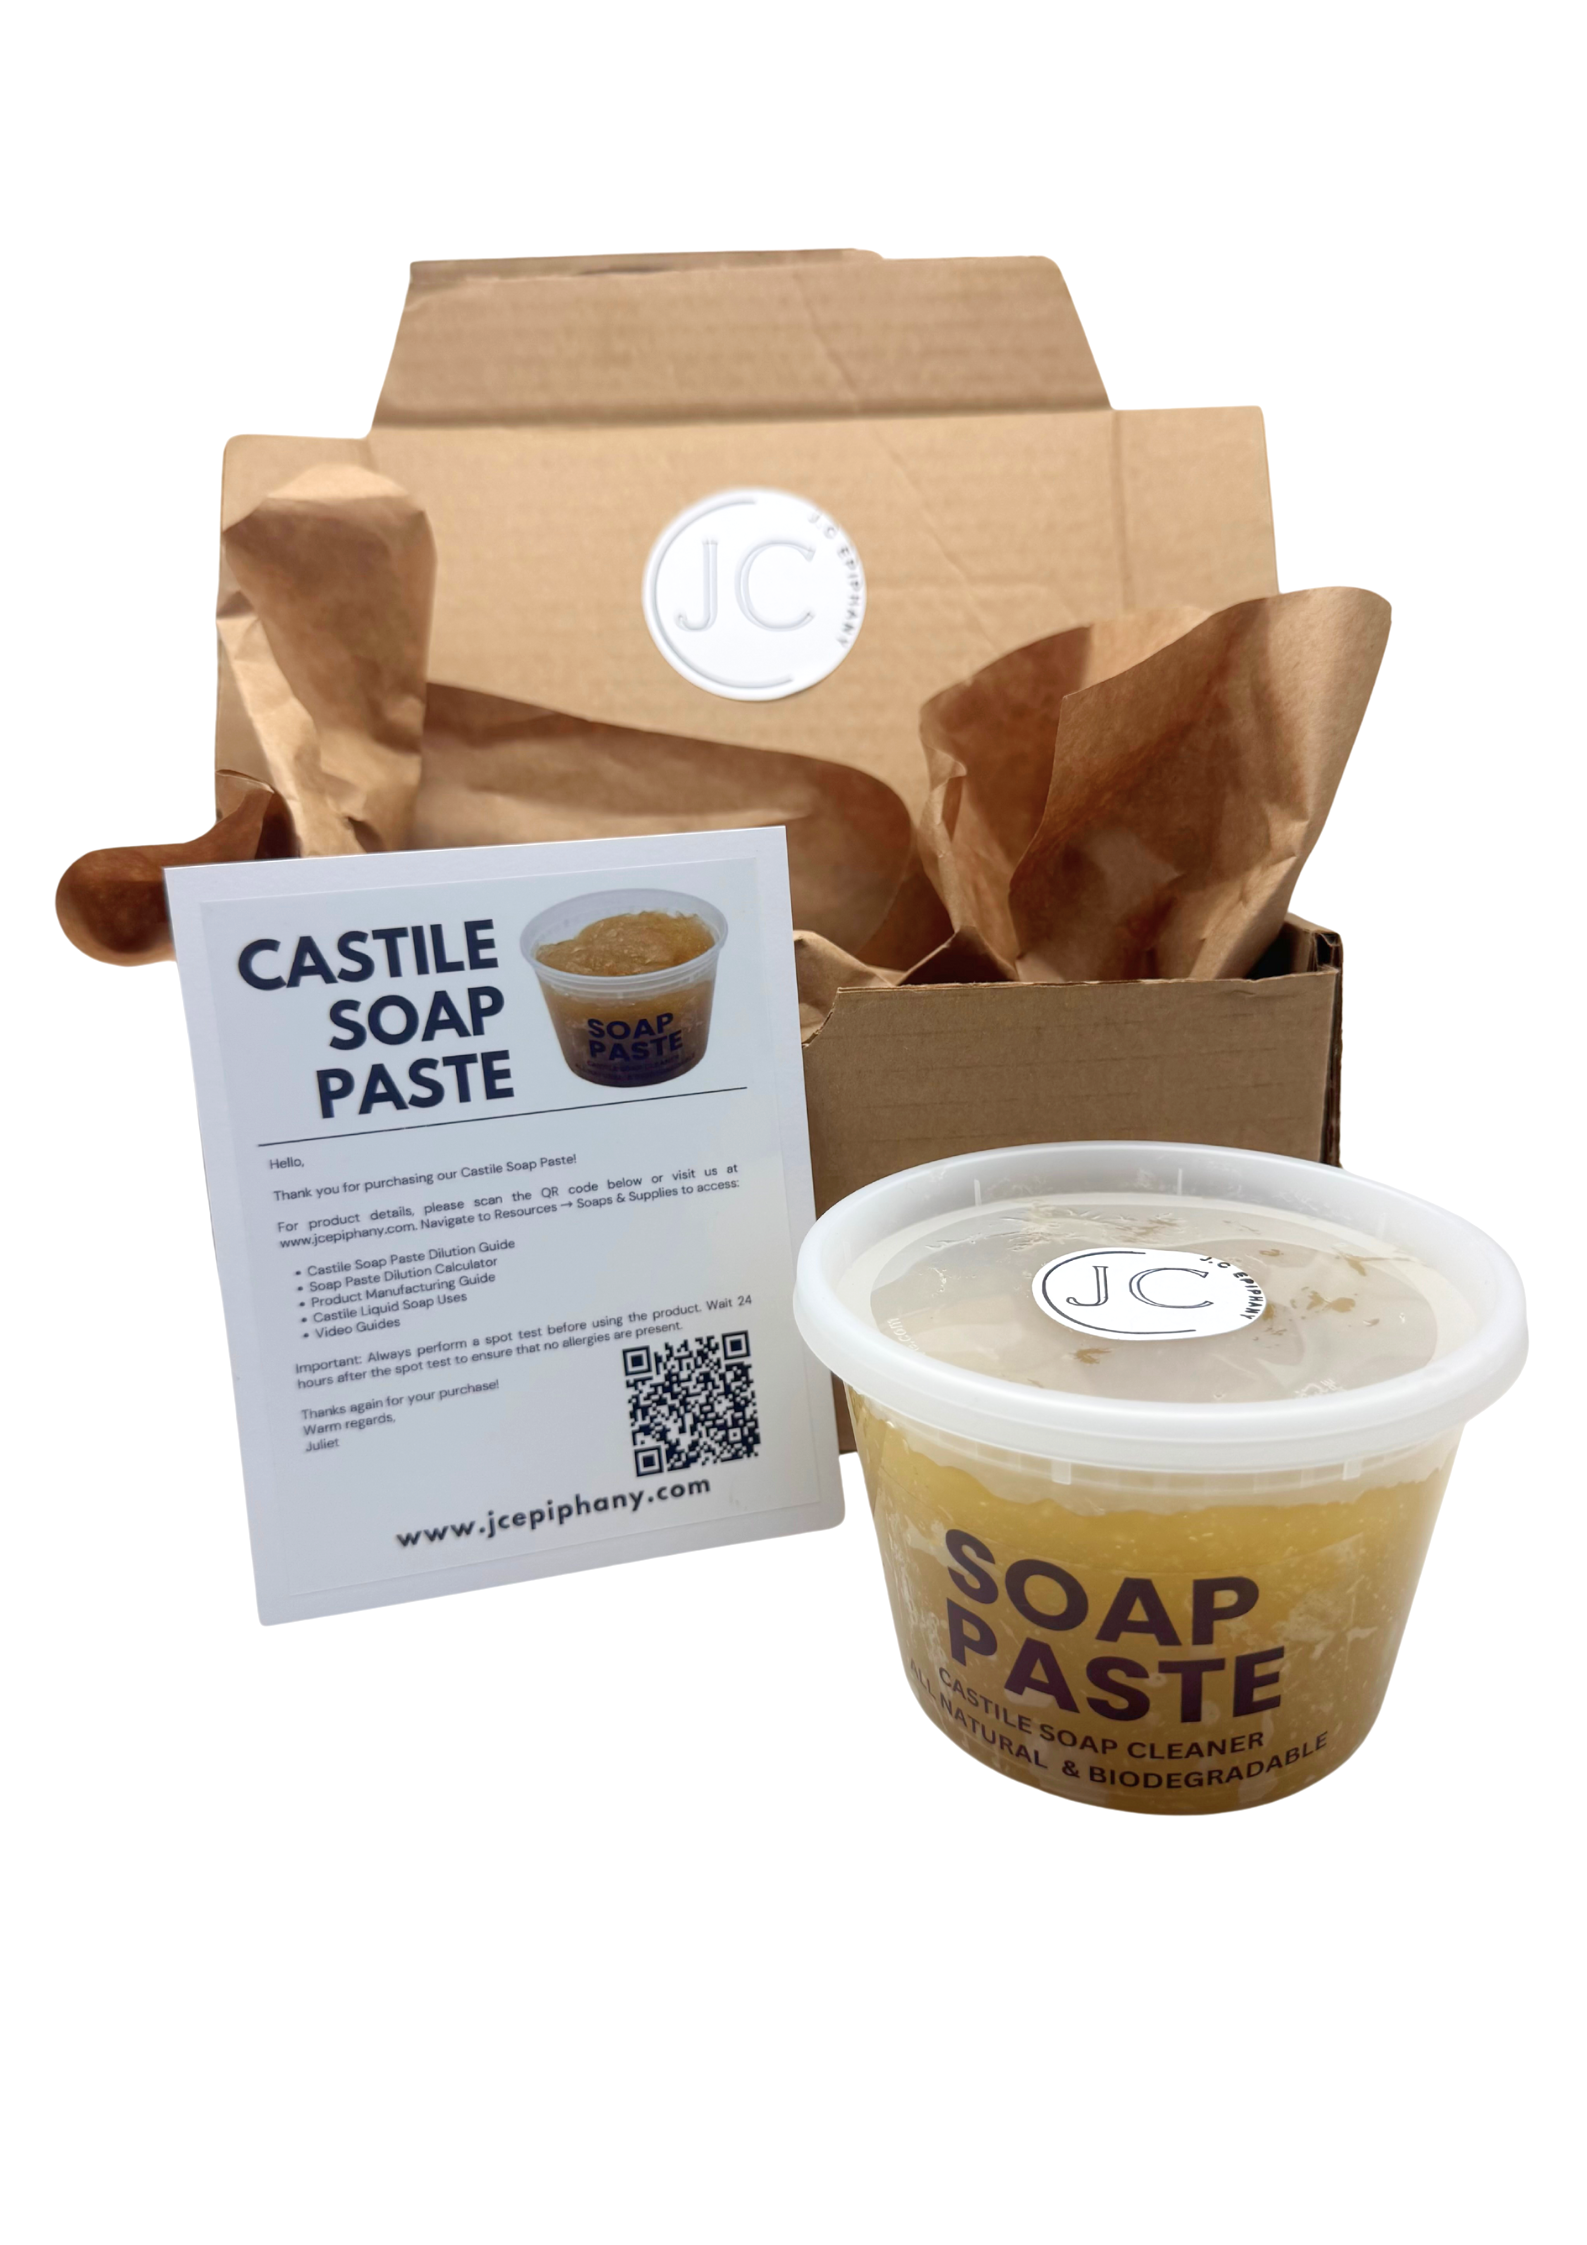 JC
J.C EPIPHANY
CASTILE
SOAP
PASTE
SOAP
PASTE
Hello,
Thank you for purchasing our Castile Soap Paste!
For product details, please scan the QR code below or visit us at
www.jcepiphany.com. Navigate to Resources → Soaps & Supplies to access:
• Castile Soap Paste Dilution Guide
• Soap Paste Dilution Calculator
• Product Manufacturing Guide
• Castile Liquid Soap Uses
• Video Guides
Important: Always perform a spot test before using the product. Wait 24
hours after the spot test to ensure that no allergies are present.
Thanks again for your purchase!
Warm regards,
Juliet
www.jcepiphany.com
JC
J.C EPIPHANY
SOAP
PASTE
CASTILE SOAP CLEANER
ALL NATURAL & BIODEGRADABLE